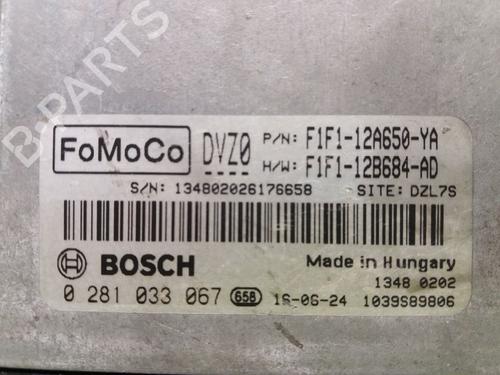 B-PARTS
FoMoCo DVZ0 P/N: F1F1-12A650-YA
H/W: F1F1-12B684-AD
S/N: 134802026176658 SITE: DZL7S
BOSCH Made in Hungary
1348 0202
0 281 033 067 658 16-06-24 1039S89806